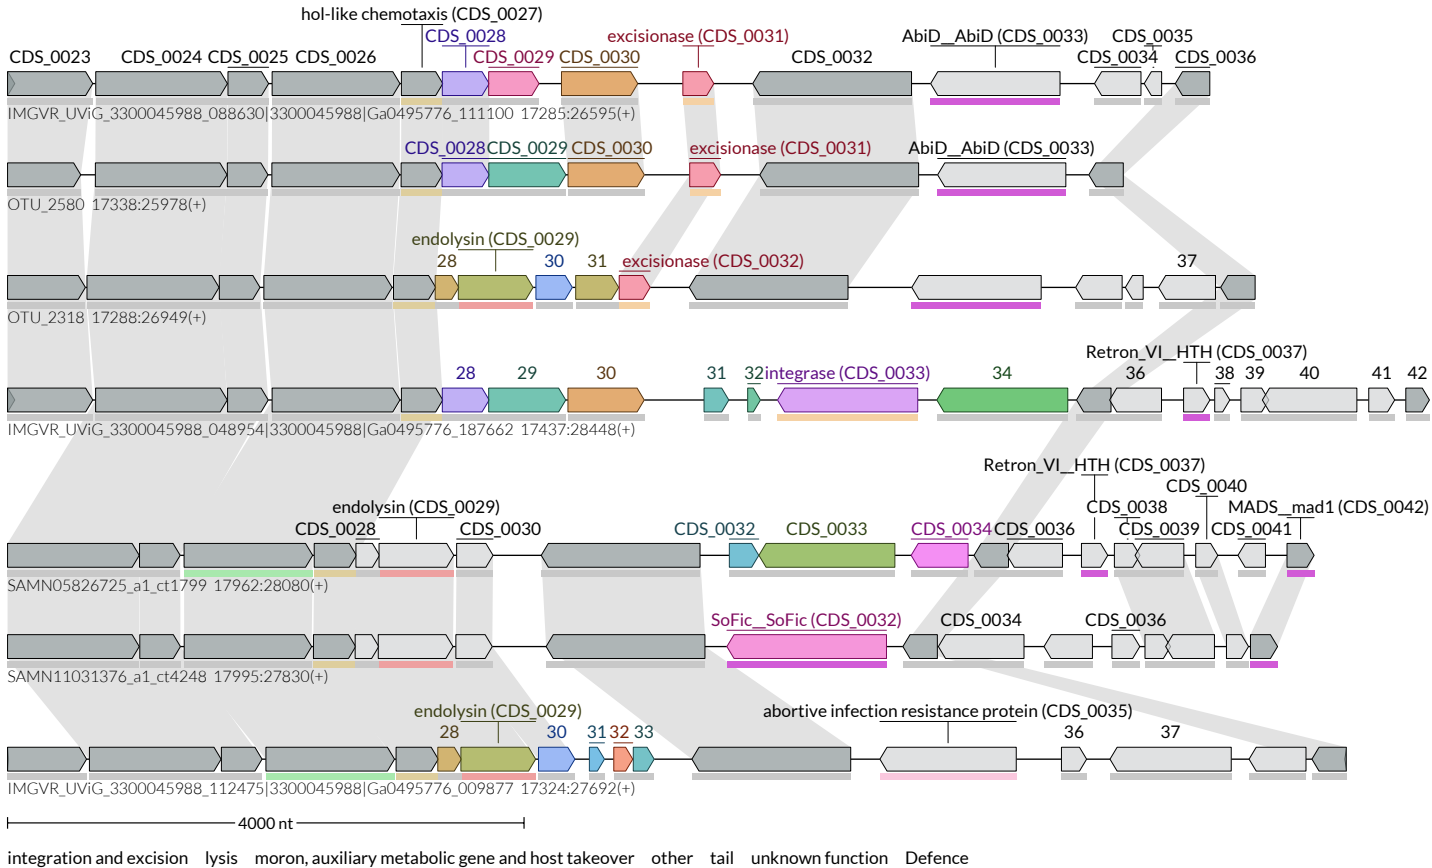 hol-like chemotaxis (CDS_0027)
CDS_0028 excisionase (CDS_0031) AbiD__AbiD (CDS_0033) CDS_0035
CDS_0023 CDS_0024 CDS_0025 CDS_0026 CDS_0029 CDS_0030 CDS_0032 CDS_0034 CDS_0036
IMGVR_UViG_3300045988_088630|3300045988|Ga0495776_111100 17285:26595(+)
CDS_0028 CDS_0029 CDS_0030 excisionase (CDS_0031) AbiD__AbiD (CDS_0033)
OTU_2580 17338:25978(+)
endolysin (CDS_0029)
28 30 31 excisionase (CDS_0032) 37
OTU_2318 17288:26949(+)
Retron_VI__HTH (CDS_0037)
28 29 30 31 32 integrase (CDS_0033) 34 36 38 39 40 41 42
IMGVR_UViG_3300045988_048954|3300045988|Ga0495776_187662 17437:28448(+)
Retron_VI__HTH (CDS_0037)
CDS_0040
endolysin (CDS_0029) CDS_0038 MADS__mad1 (CDS_0042)
CDS_0028 CDS_0030 CDS_0032 CDS_0033 CDS_0034 CDS_0036 CDS_0039 CDS_0041
SAMN05826725_a1_ct1799 17962:28080(+)
SoFic__SoFic (CDS_0032) CDS_0034 CDS_0036
SAMN11031376_a1_ct4248 17995:27830(+)
endolysin (CDS_0029) abortive infection resistance protein (CDS_0035)
28 30 31 32 33 36 37
IMGVR_UViG_3300045988_112475|3300045988|Ga0495776_009877 17324:27692(+)
4000 nt
integration and excision lysis moron, auxiliary metabolic gene and host takeover other tail unknown function Defence